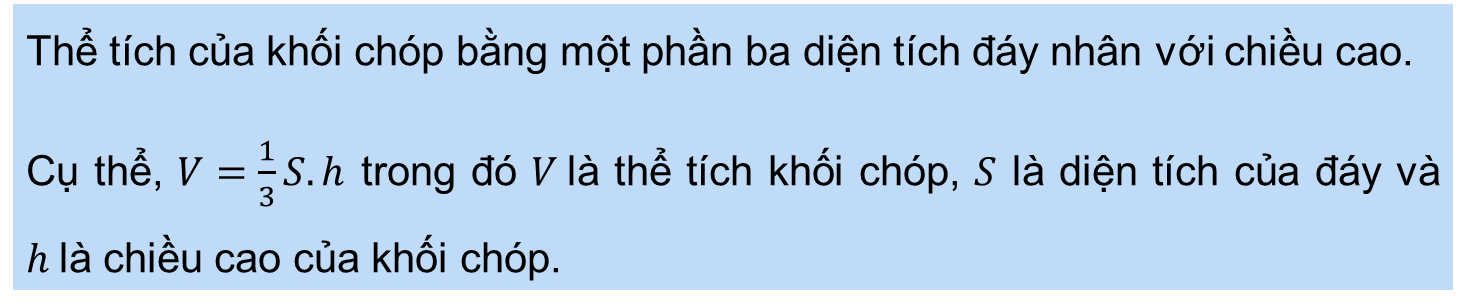 Thể tích của khối chóp bằng một phần ba diện tích đáy nhân với chiều cao.
Cụ thể, V = \frac{1}{3}S.h trong đó V là thể tích khối chóp, S là diện tích của đáy và
h là chiều cao của khối chóp.